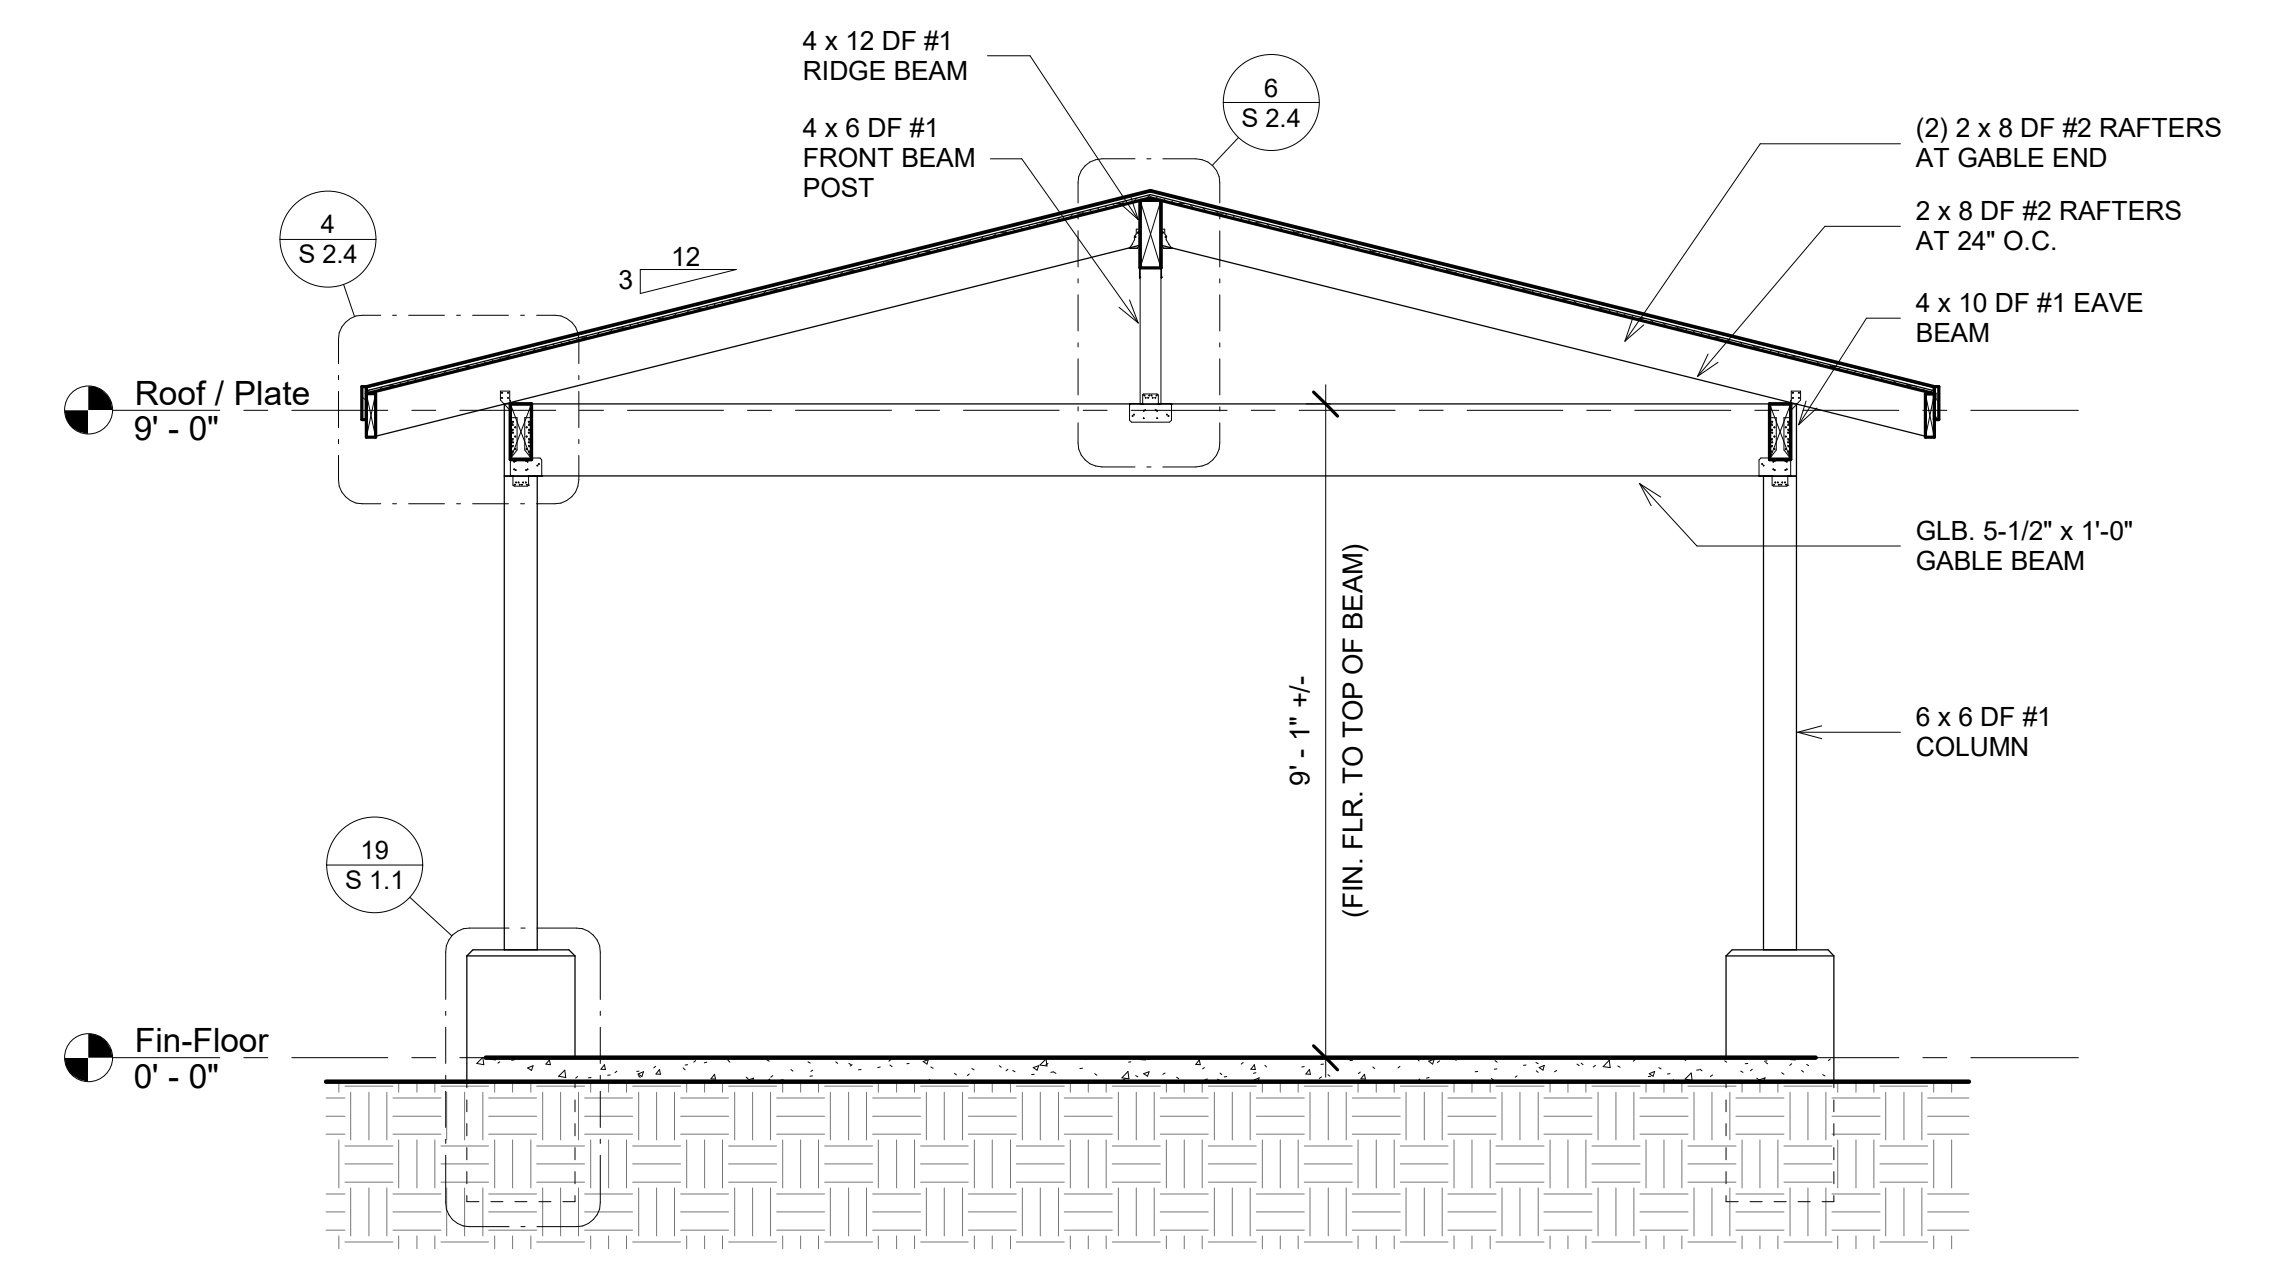 4 x 12 DF #1
RIDGE BEAM
6
S 2.4
4 x 6 DF #1
FRONT BEAM
POST
(2) 2 x 8 DF #2 RAFTERS
AT GABLE END
2 x 8 DF #2 RAFTERS
AT 24" O.C.
4
S 2.4
12
3
4 x 10 DF #1 EAVE
BEAM
Roof / Plate
9' - 0"
GLB. 5-1/2" x 1'-0"
GABLE BEAM
9' - 1" +/-
(FIN. FLR. TO TOP OF BEAM)
6 x 6 DF #1
COLUMN
19
S 1.1
Fin-Floor
0' - 0"